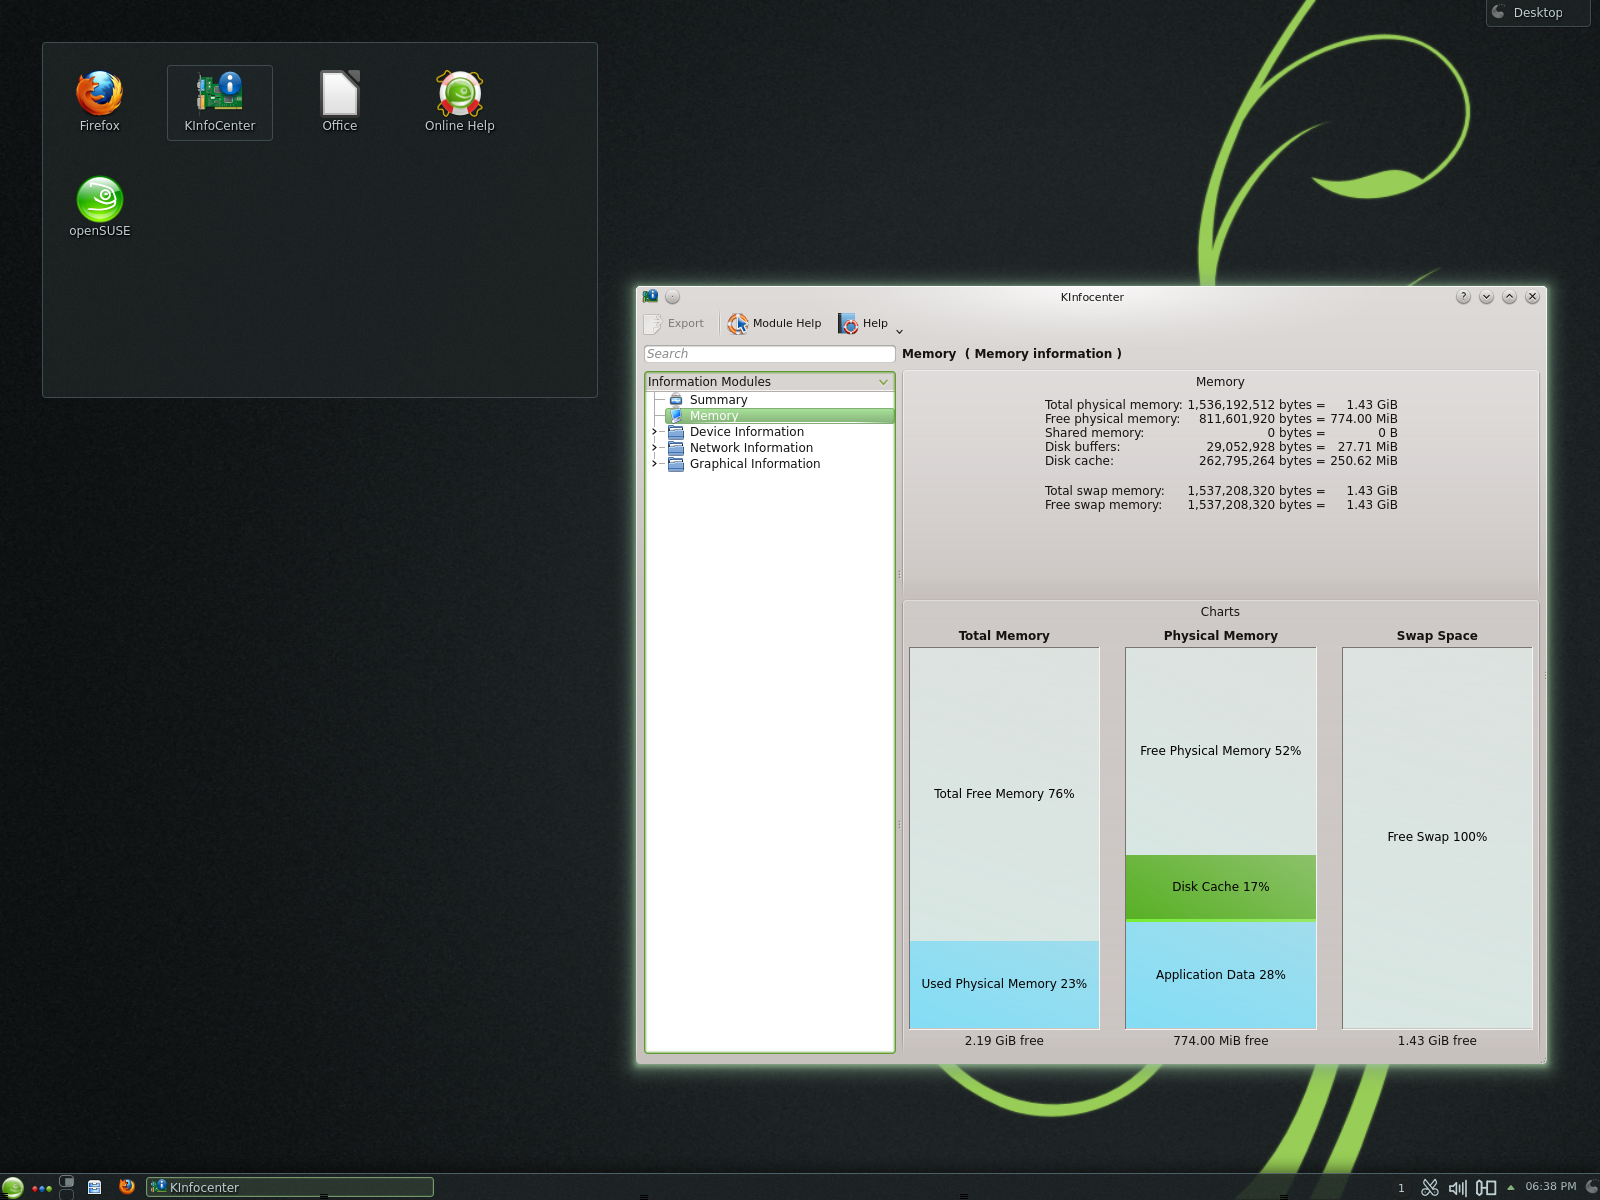 Desktop
Firefox
KInfoCenter
Office
Online Help
openSUSE
KInfocenter
Export
Module Help
Help
Search
Memory ( Memory information )
Information Modules
Summary
Memory
Device Information
Network Information
Graphical Information
Memory
Total physical memory: 1,536,192,512 bytes = 1.43 GiB
Free physical memory: 811,601,920 bytes = 774.00 MiB
Shared memory: 0 bytes = 0 B
Disk buffers: 29,052,928 bytes = 27.71 MiB
Disk cache: 262,795,264 bytes = 250.62 MiB
Total swap memory: 1,537,208,320 bytes = 1.43 GiB
Free swap memory: 1,537,208,320 bytes = 1.43 GiB
Charts
Total Memory
Physical Memory
Swap Space
Total Free Memory 76%
Used Physical Memory 23%
Free Physical Memory 52%
Disk Cache 17%
Application Data 28%
Free Swap 100%
2.19 GiB free
774.00 MiB free
1.43 GiB free
KInfocenter
1
06:38 PM